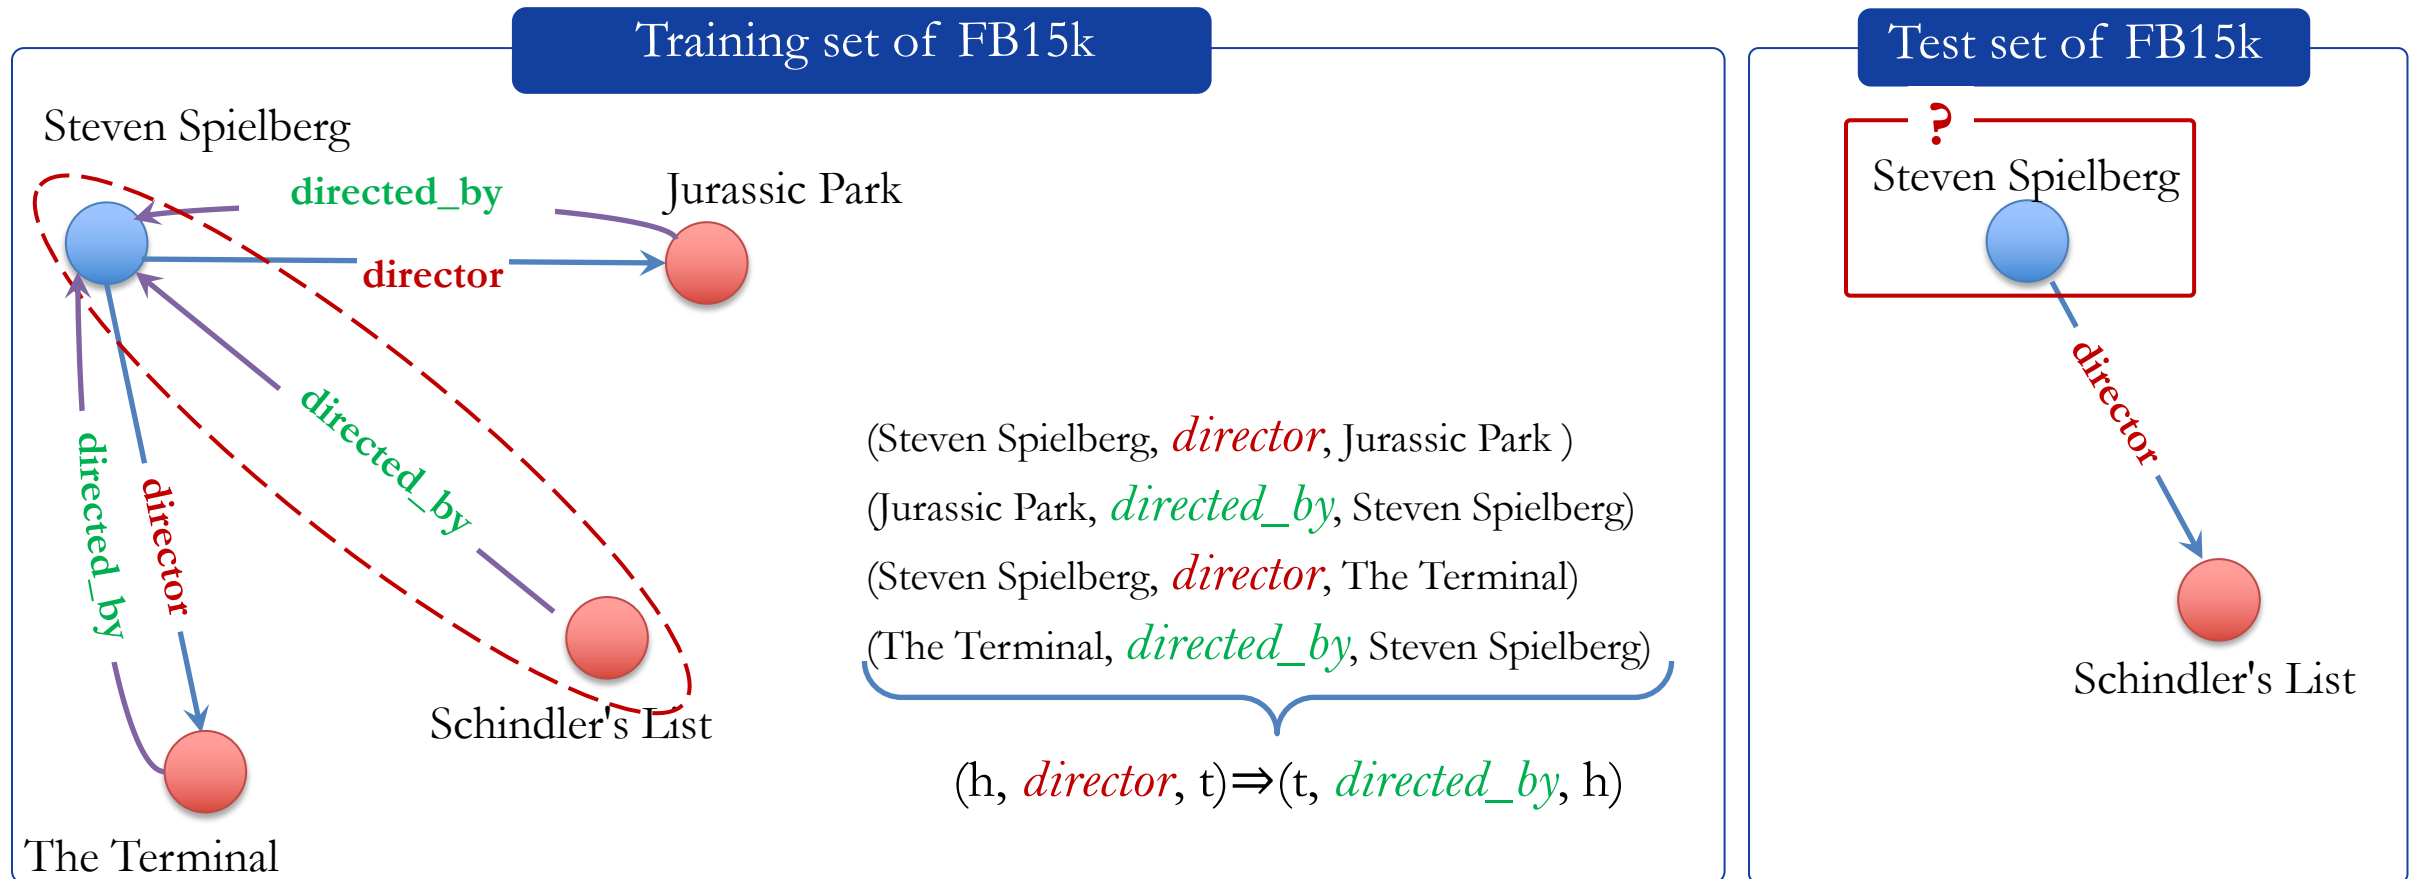 Training set of FB15k
Steven Spielberg
directed_by
Jurassic Park
director
directed_by
directed_by
director
Schindler's List
The Terminal
(Steven Spielberg, director, Jurassic Park )
(Jurassic Park, directed_by, Steven Spielberg)
(Steven Spielberg, director, The Terminal)
(The Terminal, directed_by, Steven Spielberg)
(h, director, t)⇒(t, directed_by, h)
Test set of FB15k
?
Steven Spielberg
director
Schindler's List